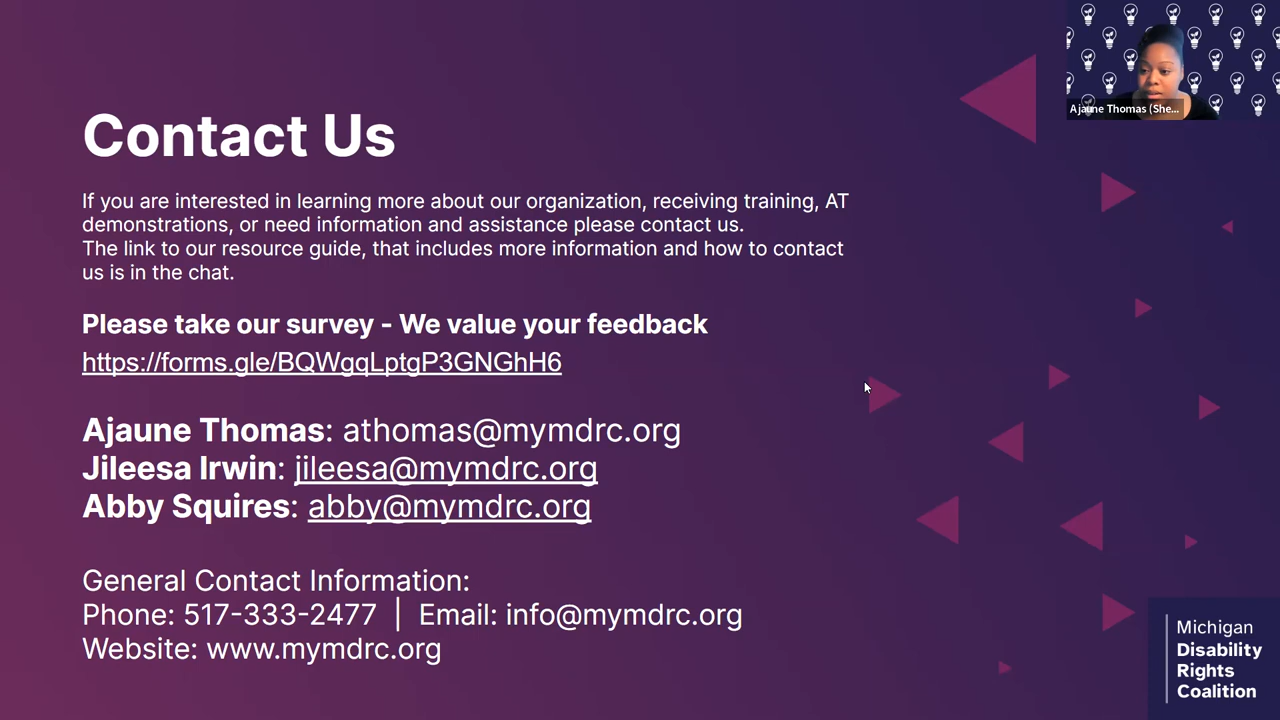 Contact Us
If you are interested in learning more about our organization, receiving training, AT
demonstrations, or need information and assistance please contact us.
The link to our resource guide, that includes more information and how to contact
us is in the chat.
Please take our survey - We value your feedback
https://forms.gle/BQWgqLptgP3GNGhH6
Ajaune Thomas: athomas@mymdrc.org
Jileesa Irwin: jileesa@mymdrc.org
Abby Squires: abby@mymdrc.org
General Contact Information:
Phone: 517-333-2477 | Email: info@mymdrc.org
Website: www.mymdrc.org
Ajaune Thomas (She...
Michigan
Disability
Rights
Coalition